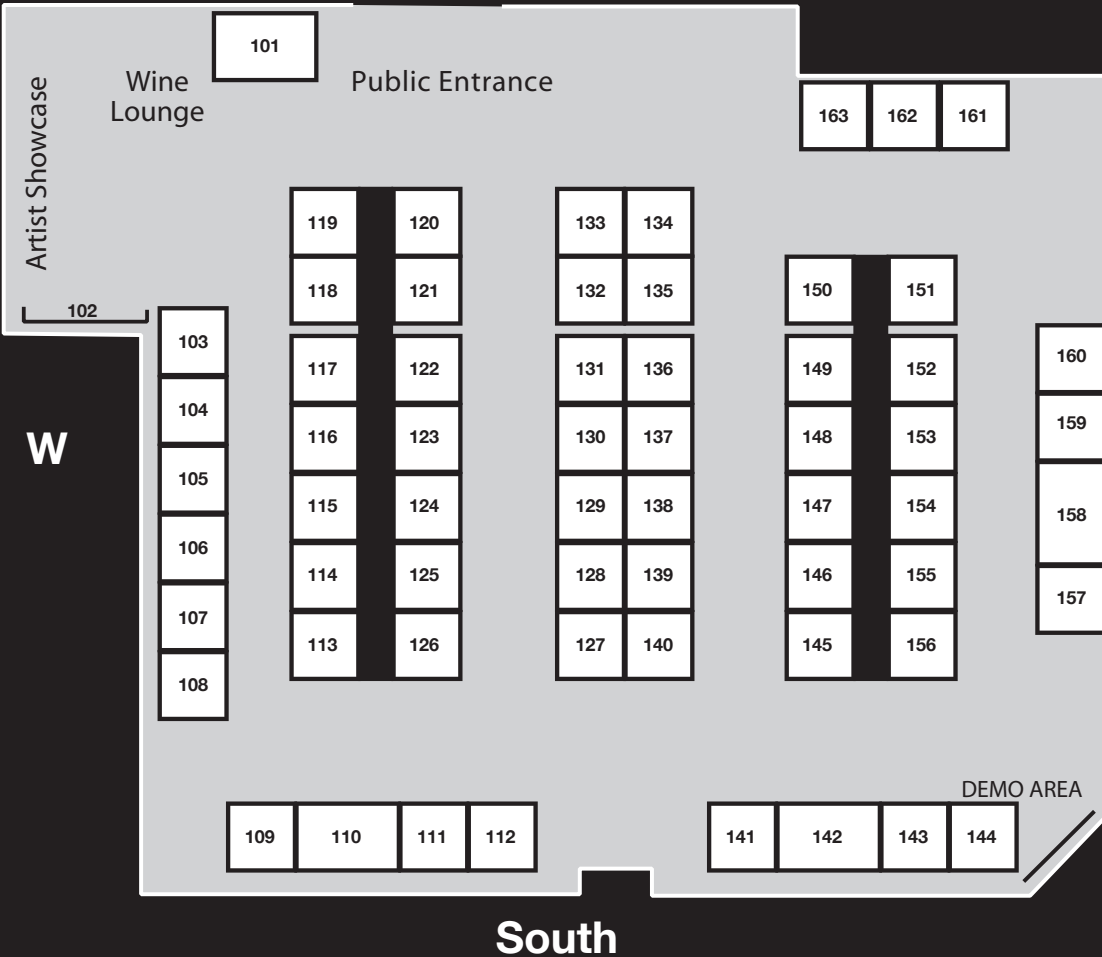 101
Wine
Lounge
Public Entrance
Artist Showcase
163 162 161
119 120 133 134
118 121 132 135 150 151
102
103
117 122 131 136 149 152 160
104
116 123 130 137 148 153 159
W
105
115 124 129 138 147 154 158
106
114 125 128 139 146 155 157
107
113 126 127 140 145 156
108
DEMO AREA
109 110 111 112 141 142 143 144
South